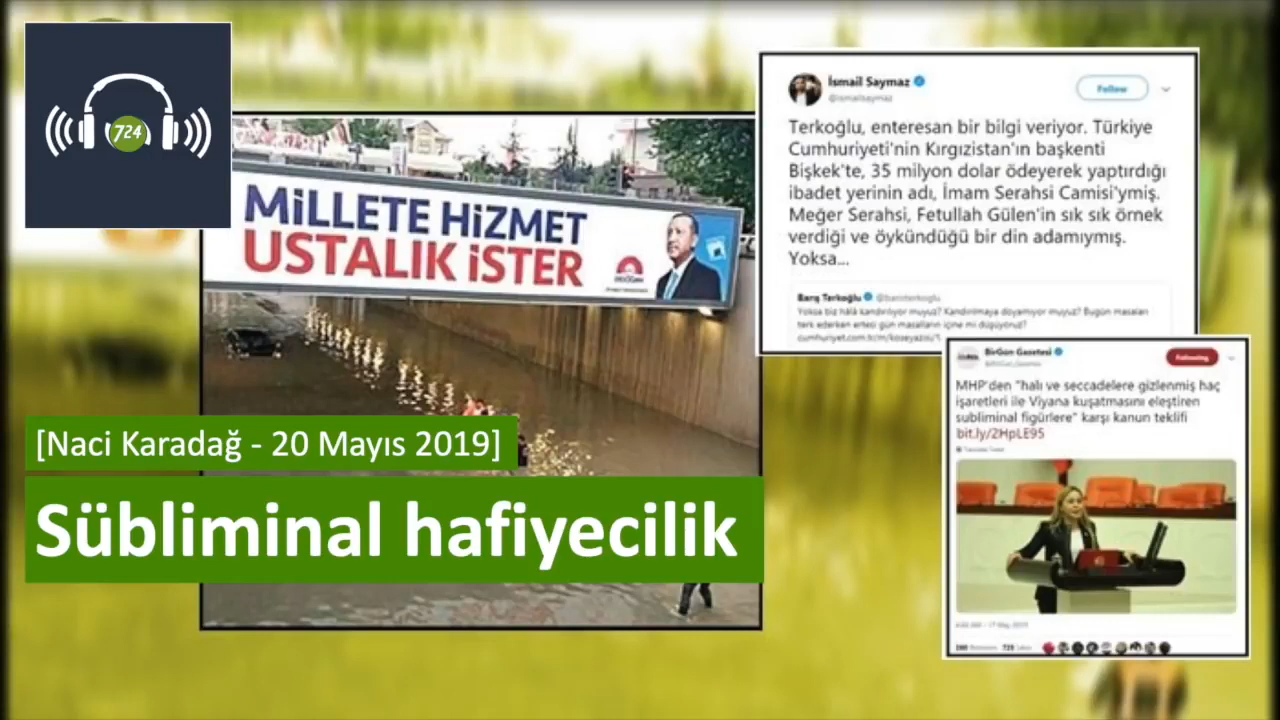 724
MİLLETE HİZMET
USTALIK İSTER
İsmail Saymaz
@ismailsaymaz
Follow
Terkoğlu, enteresan bir bilgi veriyor. Türkiye
Cumhuriyeti'nin Kırgızistan'ın başkenti
Bişkek'te, 35 milyon dolar ödeyerek yaptırdığı
ibadet yerinin adı, İmam Serahsi Camisi'ymiş.
Meğer Serahsi, Fetullah Gülen'in sık sık örnek
verdiği ve öykündüğü bir din adamıymış.
Yoksa...
Barış Terkoğlu @baristerkoglu
Yoksa biz hâlâ kandırılıyor muyuz? Kandırılmaya doyamıyor muyuz? Bugün masaları
terk ederken ertesi gün masalların içine mi düşüyoruz?
BirGün Gazetesi
Following
MHP'den "halı ve seccadelere gizlenmiş haç
işaretleri ile Viyana kuşatmasını eleştiren
subliminal figürlere" karşı kanun teklifi
bit.ly/2HpLE95
[Naci Karadağ - 20 Mayıs 2019]
Sübliminal hafiyecilik